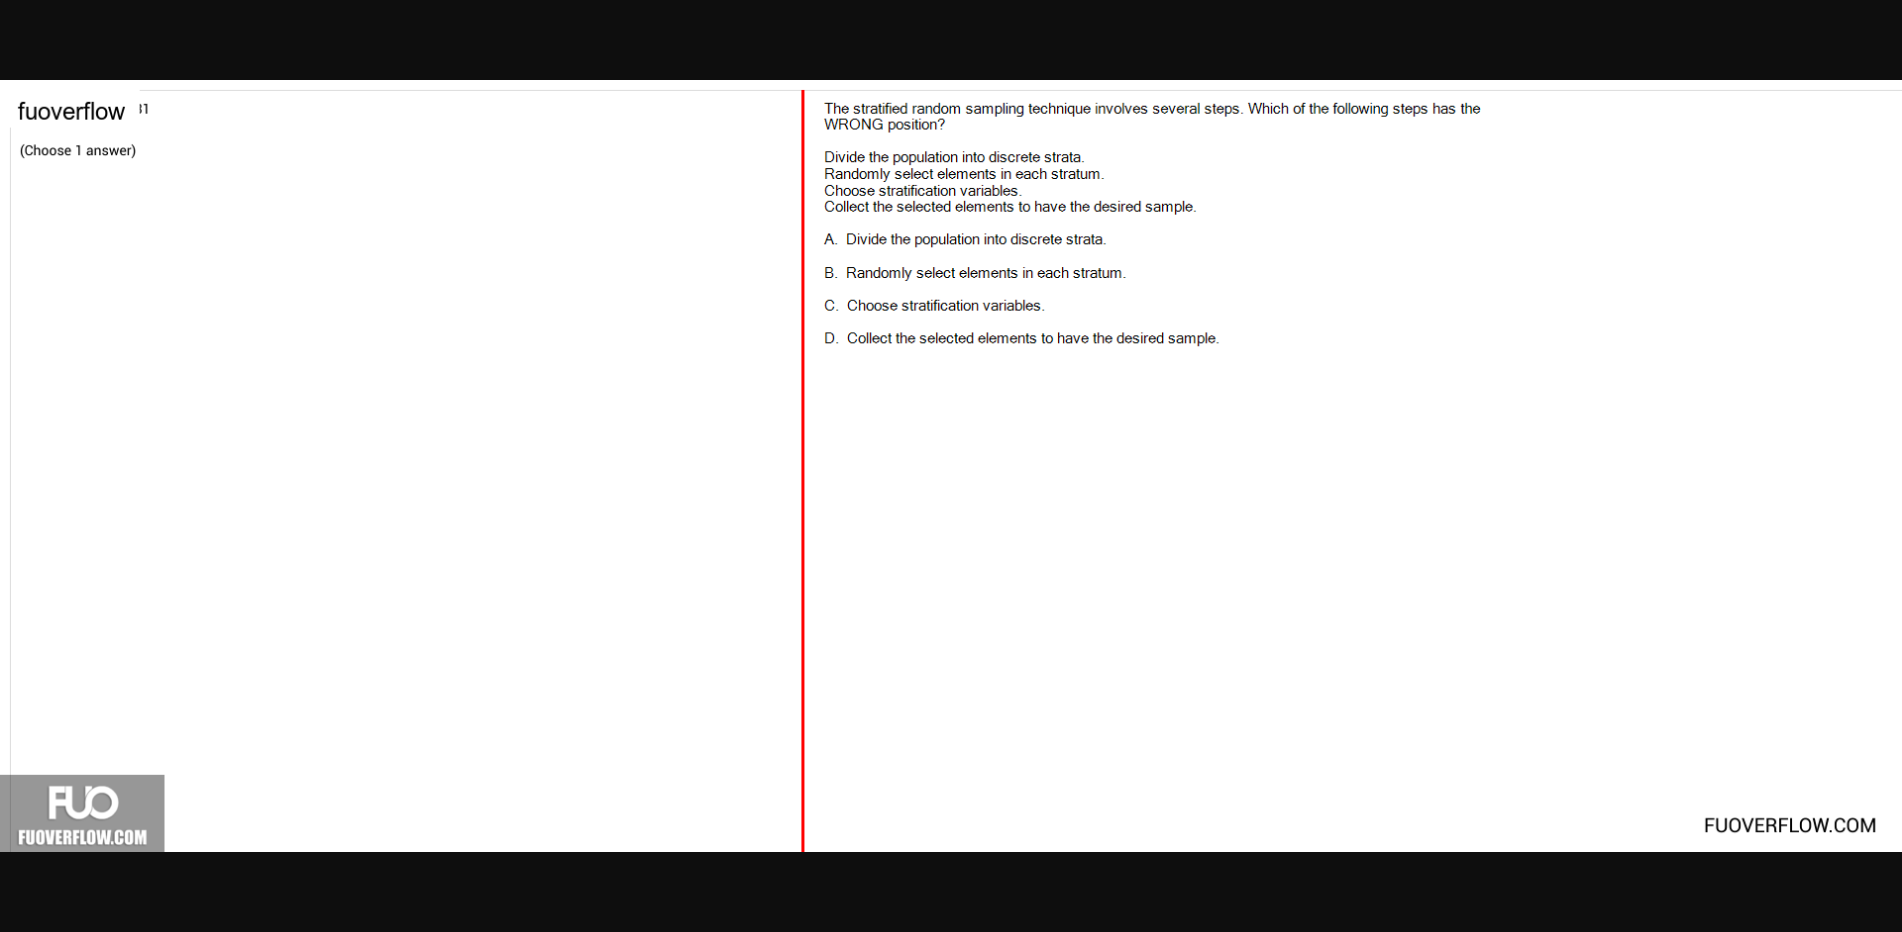 fuoverflow
31
(Choose 1 answer)
The stratified random sampling technique involves several steps. Which of the following steps has the
WRONG position?
Divide the population into discrete strata.
Randomly select elements in each stratum.
Choose stratification variables.
Collect the selected elements to have the desired sample.
A. Divide the population into discrete strata.
B. Randomly select elements in each stratum.
C. Choose stratification variables.
D. Collect the selected elements to have the desired sample.
FUO
FUOVERFLOW.COM
FUOVERFLOW.COM